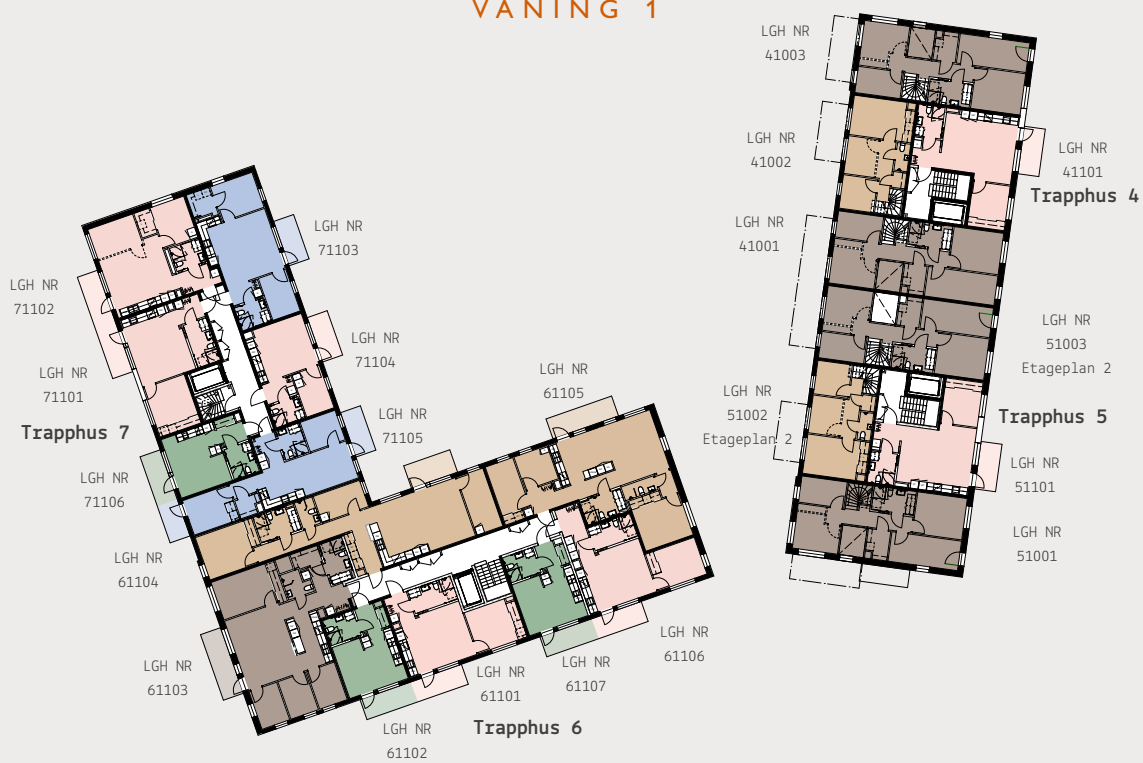 VÅNING 1
LGH NR
41003
LGH NR
41002
LGH NR
41101
Trapphus 4
LGH NR
41001
LGH NR
71103
LGH NR
71102
LGH NR
51003
Etageplan 2
LGH NR
71104
LGH NR
71101
LGH NR
61105
LGH NR
51002
Etageplan 2
Trapphus 5
LGH NR
71105
Trapphus 7
LGH NR
51101
LGH NR
71106
LGH NR
51001
LGH NR
61104
LGH NR
61106
LGH NR
61103
LGH NR
61107
LGH NR
61101
Trapphus 6
LGH NR
61102